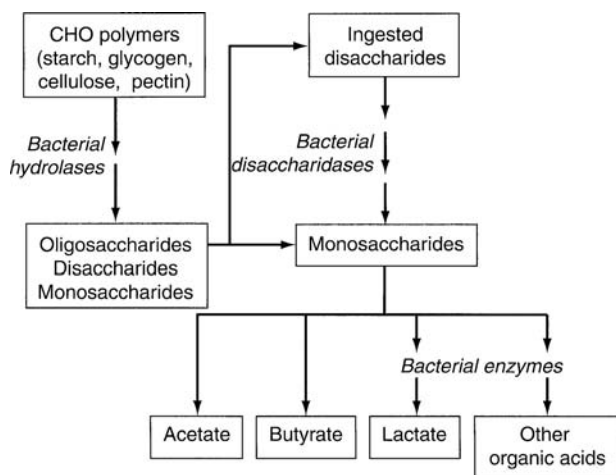 CHO polymers
(starch, glycogen,
cellulose, pectin)
Ingested
disaccharides
Bacterial
hydrolases
Bacterial
disaccharidases
Oligosaccharides
Disaccharides
Monosaccharides
Monosaccharides
Bacterial enzymes
Acetate
Butyrate
Lactate
Other
organic acids